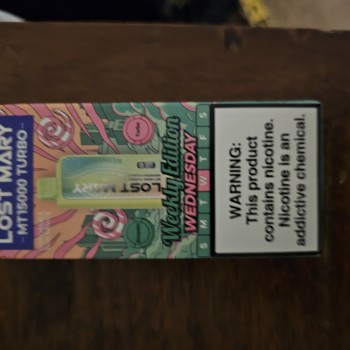 LOST MARY
MT15000 TURBO
LOST MARY
Turbo
Weekly Edition
WEDNESDAY
S M T W T F S
WARNING:
This product
contains nicotine.
Nicotine is an
addictive chemical.